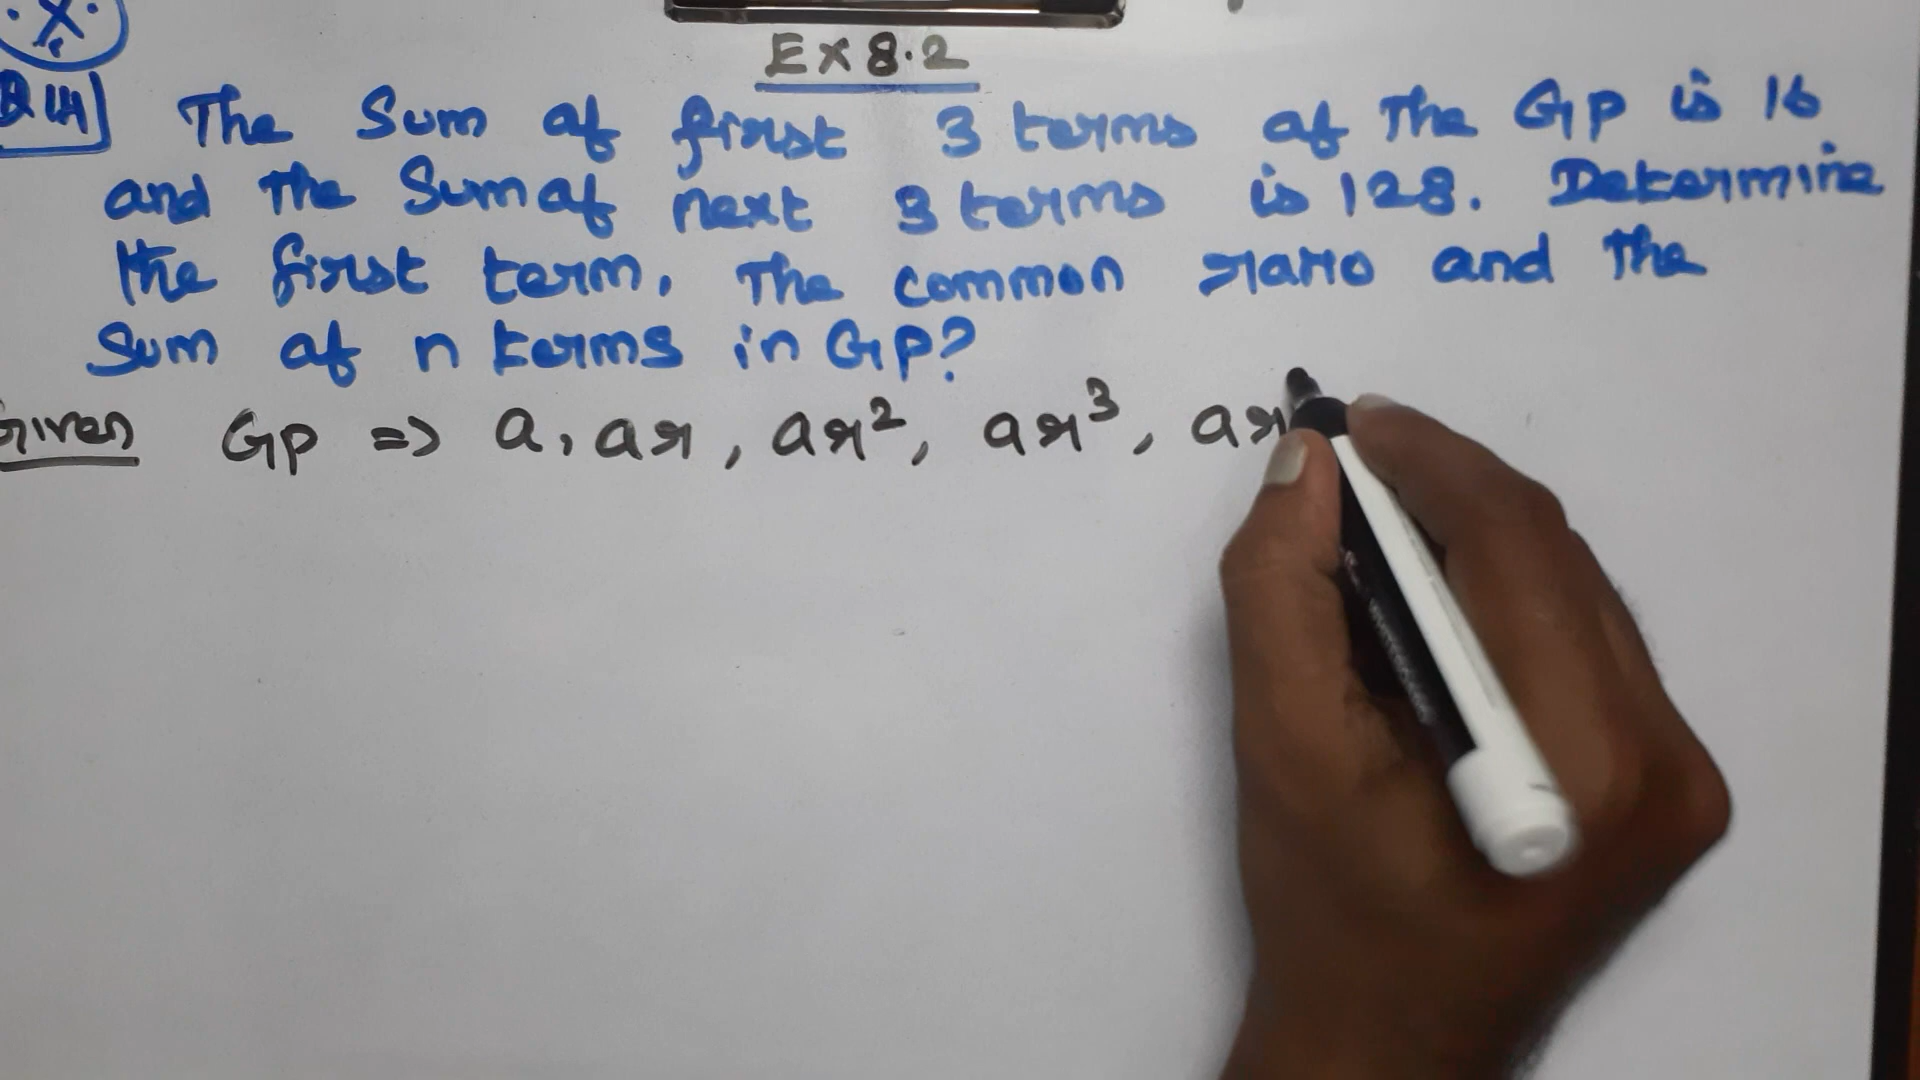 Ex 8.2
The Sum of first 3 terms of The GP is 16
and The Sum of next 3 terms is 128. Determine
the first term, The common ratio and The
Sum of n terms in GP?
Given GP => a, ar, ar², ar³, ar